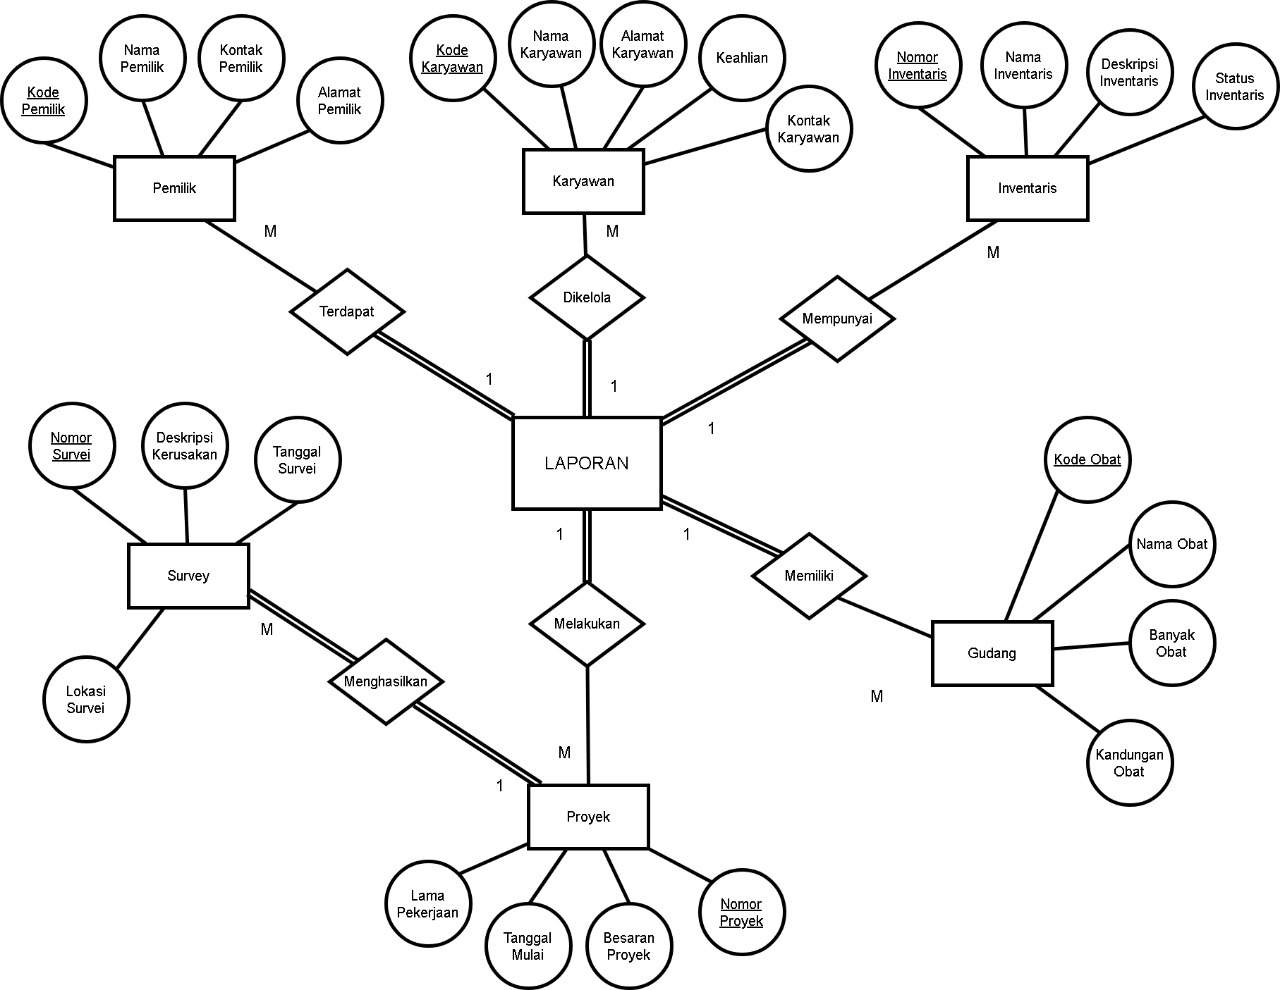 Kode
Pemilik
Nama
Pemilik
Kontak
Pemilik
Alamat
Pemilik
Pemilik
Kode
Karyawan
Nama
Karyawan
Alamat
Karyawan
Keahlian
Kontak
Karyawan
Karyawan
Nomor
Inventaris
Nama
Inventaris
Deskripsi
Inventaris
Status
Inventaris
Inventaris
M
M
M
Terdapat
Dikelola
Mempunyai
1
1
1
LAPORAN
Nomor
Survei
Deskripsi
Kerusakan
Tanggal
Survei
Survey
Lokasi
Survei
1
1
Melakukan
Memiliki
Kode Obat
Nama Obat
Banyak
Obat
Kandungan
Obat
Gudang
M
M
Menghasilkan
M
1
Proyek
Lama
Pekerjaan
Tanggal
Mulai
Besaran
Proyek
Nomor
Proyek